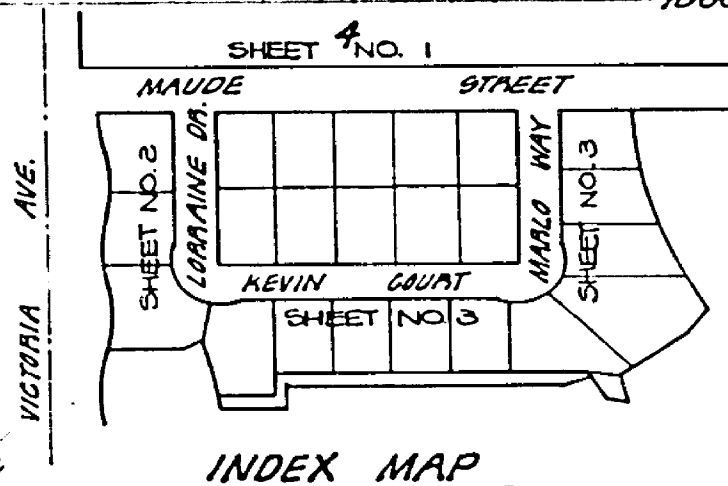 SHEET 4 NO. 1
MAUDE STREET
VICTORIA AVE.
SHEET NO. 2
LORRAINE DR.
MARLO WAY
SHEET NO. 3
KEVIN COURT
SHEET NO. 3
INDEX MAP